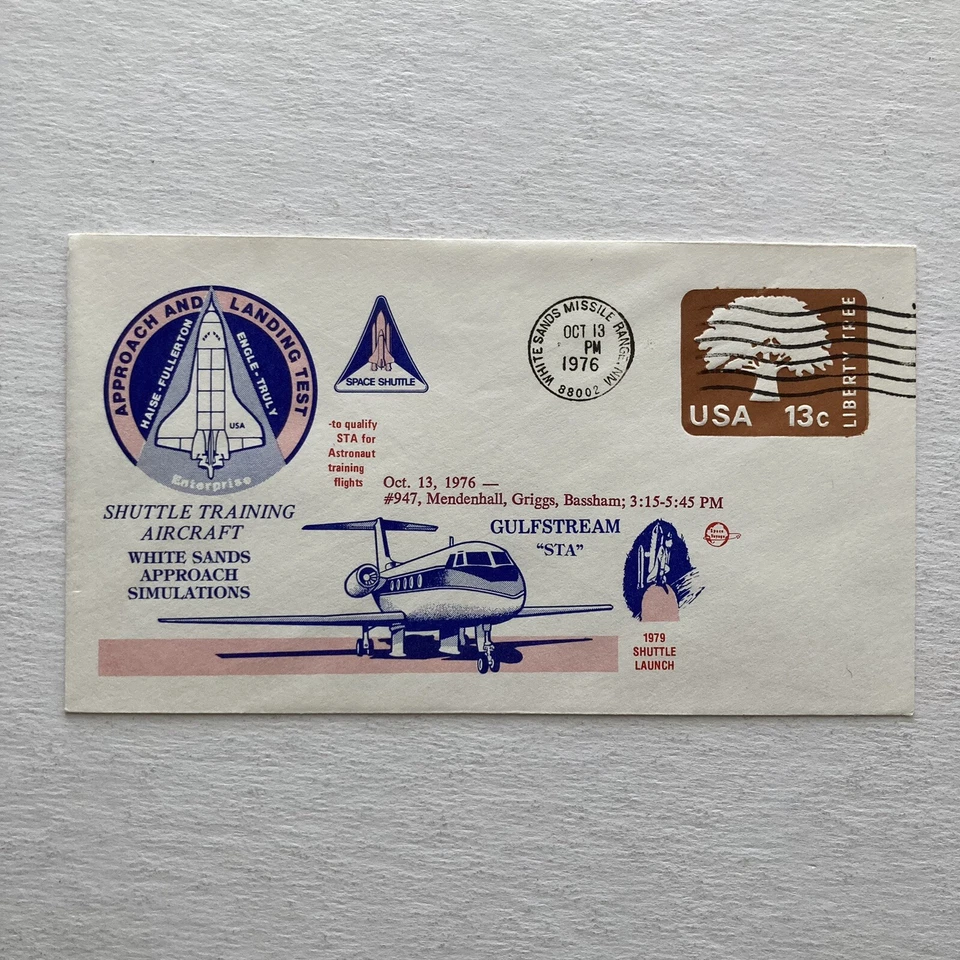 APPROACH AND LANDING TEST
HAISE-FULLERTON
ENGLE-TRULY
USA
Enterprise
SPACE SHUTTLE
WHITE SANDS MISSILE RANGE, NM
OCT 13
PM
1976
88002
LIBERTY TREE
USA 13c
-to qualify
STA for
Astronaut
training
flights
Oct. 13, 1976 —
#947, Mendenhall, Griggs, Bassham; 3:15-5:45 PM
SHUTTLE TRAINING
AIRCRAFT
WHITE SANDS
APPROACH
SIMULATIONS
GULFSTREAM
"STA"
Space
Voyage
1979
SHUTTLE
LAUNCH